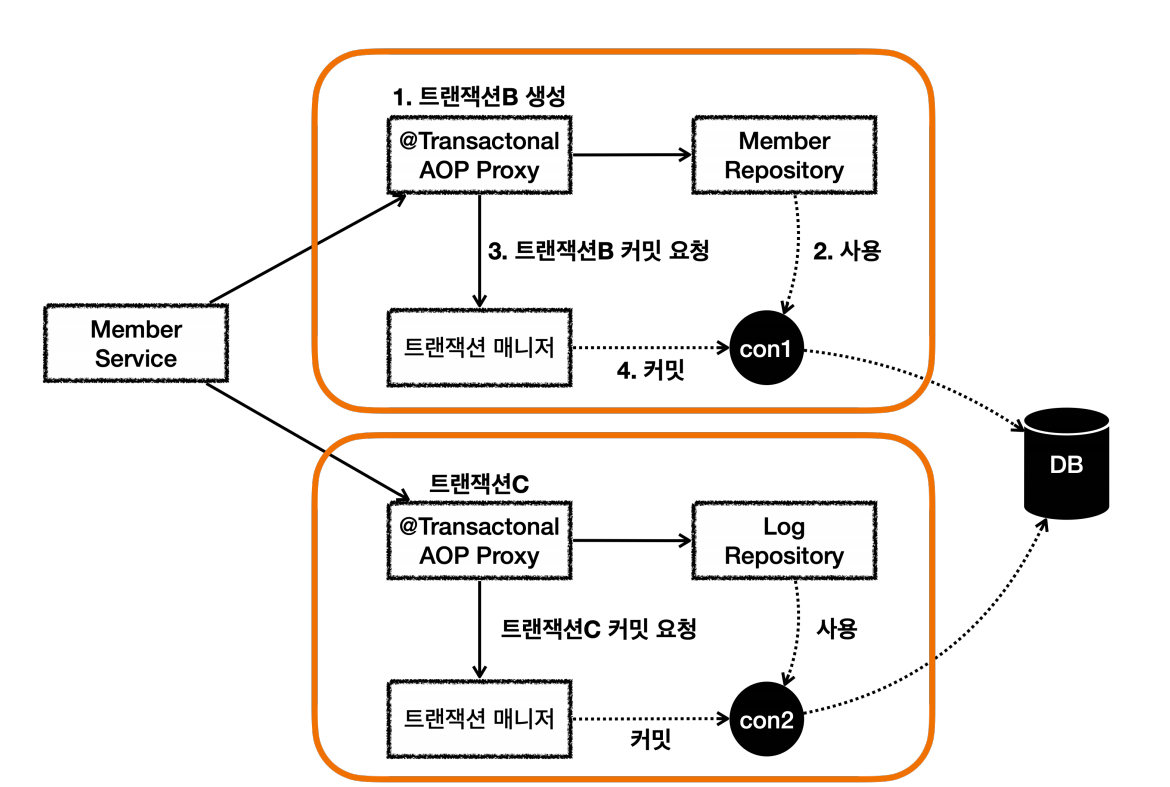 1. 트랜잭션B 생성
@Transactonal
AOP Proxy
Member
Repository
3. 트랜잭션B 커밋 요청
2. 사용
Member
Service
트랜잭션 매니저
4. 커밋
con1
DB
트랜잭션C
@Transactonal
AOP Proxy
Log
Repository
트랜잭션C 커밋 요청
사용
트랜잭션 매니저
커밋
con2